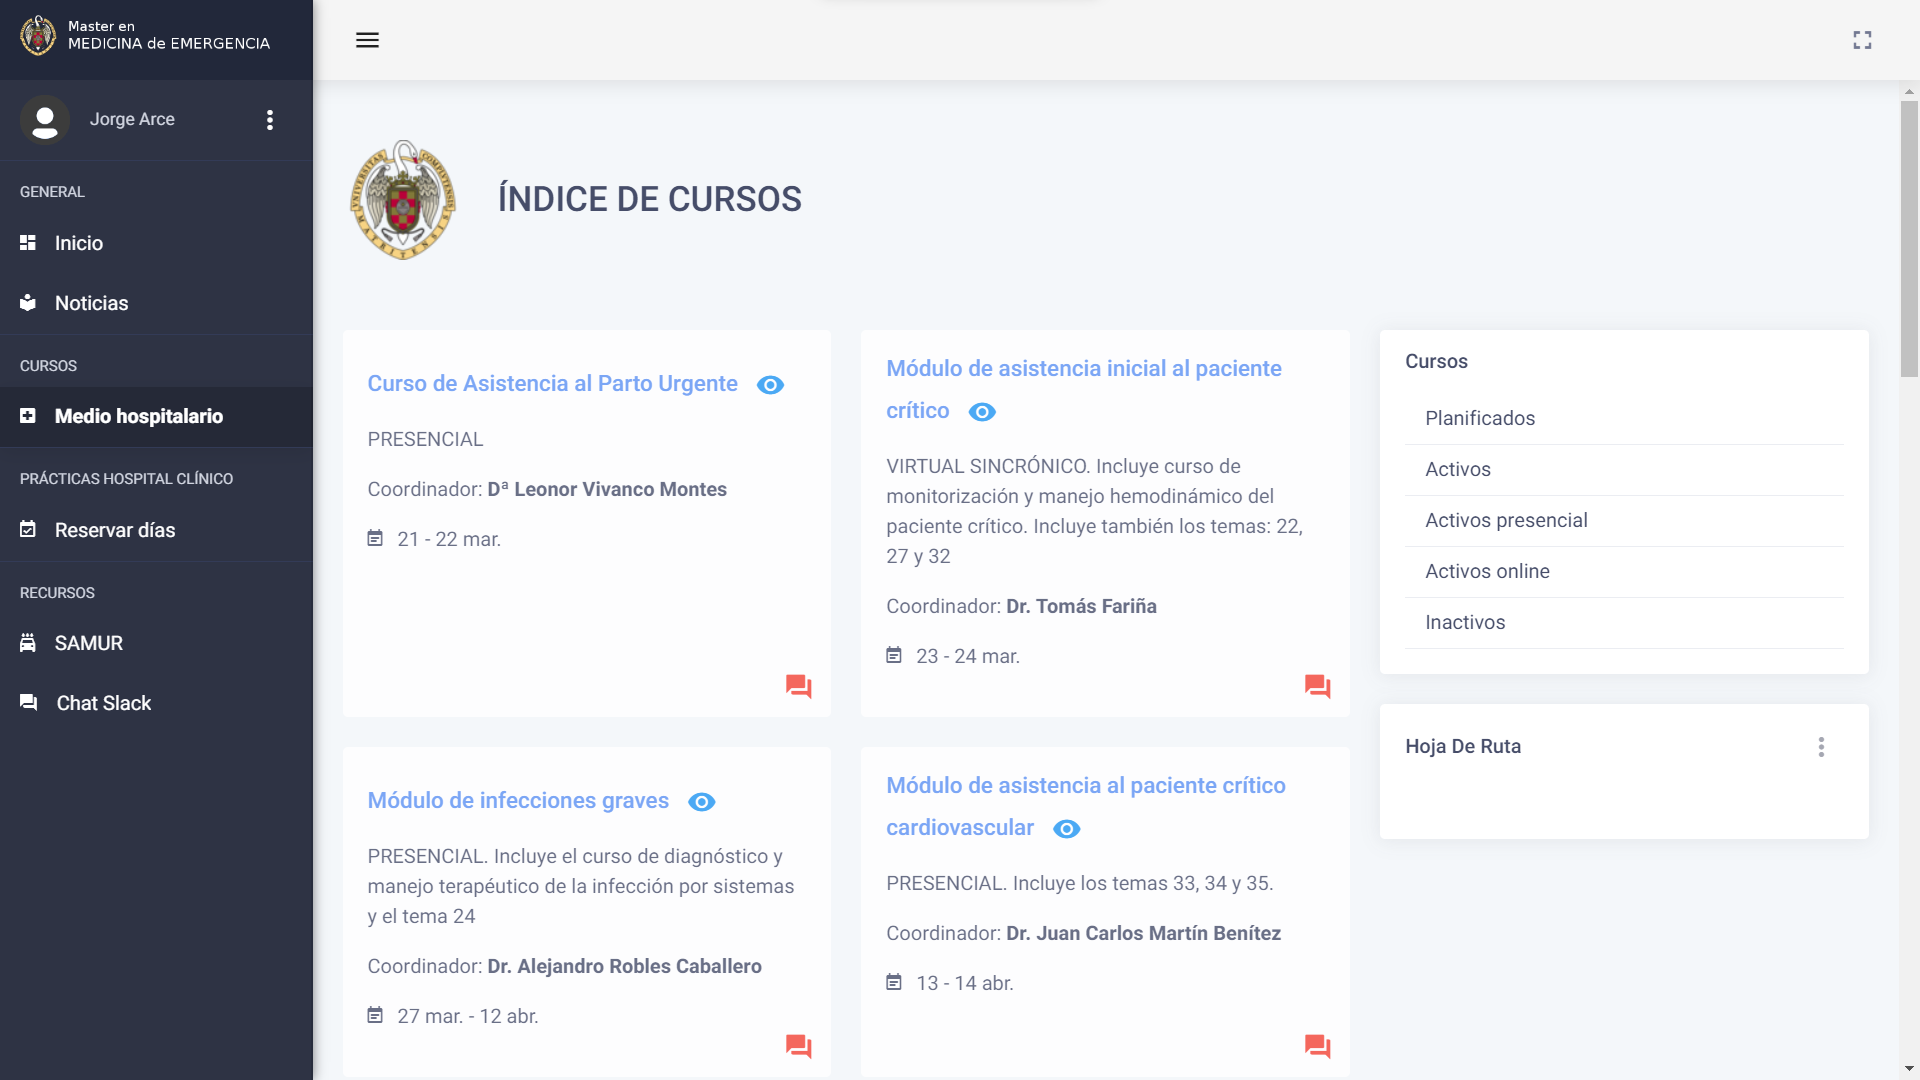 Master en
MEDICINA de EMERGENCIA
Jorge Arce
GENERAL
Inicio
Noticias
CURSOS
Medio hospitalario
PRÁCTICAS HOSPITAL CLÍNICO
Reservar días
RECURSOS
SAMUR
Chat Slack
ÍNDICE DE CURSOS
Curso de Asistencia al Parto Urgente
PRESENCIAL
Coordinador: Dª Leonor Vivanco Montes
21 - 22 mar.
Módulo de asistencia inicial al paciente
crítico
VIRTUAL SINCRÓNICO. Incluye curso de
monitorización y manejo hemodinámico del
paciente crítico. Incluye también los temas: 22,
27 y 32
Coordinador: Dr. Tomás Fariña
23 - 24 mar.
Módulo de infecciones graves
PRESENCIAL. Incluye el curso de diagnóstico y
manejo terapéutico de la infección por sistemas
y el tema 24
Coordinador: Dr. Alejandro Robles Caballero
27 mar. - 12 abr.
Módulo de asistencia al paciente crítico
cardiovascular
PRESENCIAL. Incluye los temas 33, 34 y 35.
Coordinador: Dr. Juan Carlos Martín Benítez
13 - 14 abr.
Cursos
Planificados
Activos
Activos presencial
Activos online
Inactivos
Hoja De Ruta